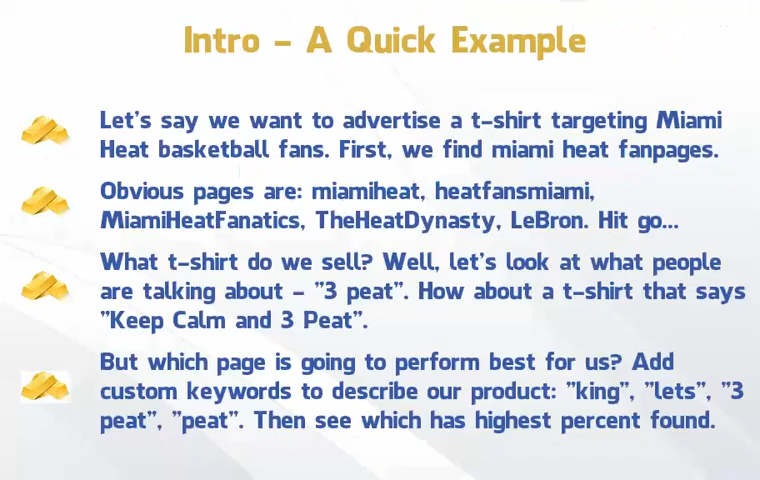 Intro - A Quick Example
Let's say we want to advertise a t-shirt targeting Miami
Heat basketball fans. First, we find miami heat fanpages.
Obvious pages are: miamiheat, heatfansmiami,
MiamiHeatFanatics, TheHeatDynasty, LeBron. Hit go...
What t-shirt do we sell? Well, let's look at what people
are talking about - "3 peat". How about a t-shirt that says
"Keep Calm and 3 Peat".
But which page is going to perform best for us? Add
custom keywords to describe our product: "king", "lets", "3
peat", "peat". Then see which has highest percent found.